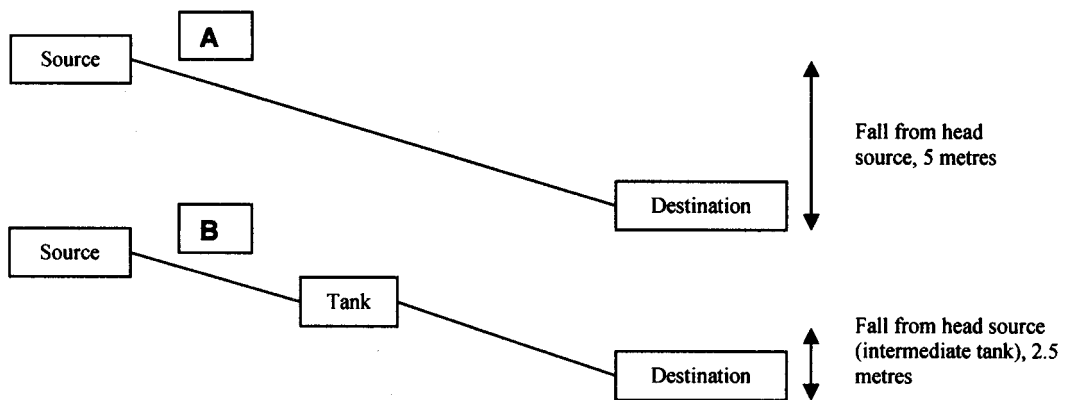 A
Source
Fall from head
source, 5 metres
Destination
B
Source
Tank
Fall from head source
(intermediate tank), 2.5
metres
Destination